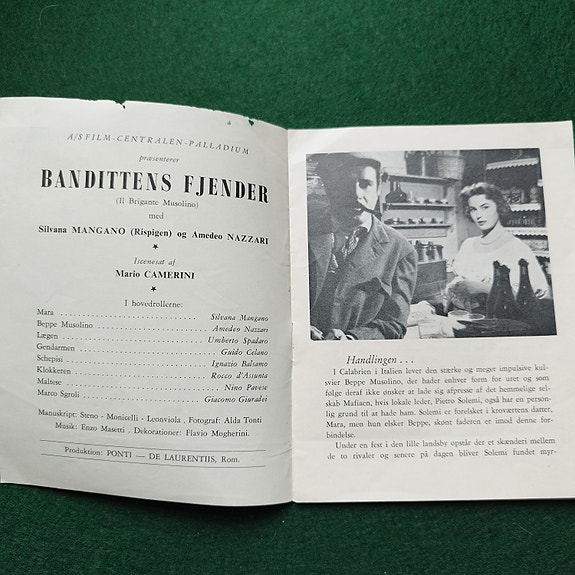 A/S FILM-CENTRALEN-PALLADIUM
præsenterer
BANDITTENS FJENDER
(Il Brigante Musolino)
med
Silvana MANGANO (Rispigen) og Amedeo NAZZARI
★
Iscenesat af
Mario CAMERINI
★
I hovedrollerne:
Mara ........ Silvana Mangano
Beppe Musolino ........ Amedeo Nazzari
Lægen ........ Umberto Spadaro
Gendarmen ........ Guido Celano
Schepisi ........ Ignazio Balsamo
Klokkeren ........ Rocco d'Assunta
Maltese ........ Nino Pavese
Marco Sgroli ........ Giacomo Giuradei
Manuskript: Steno - Monicelli - Leonviola . Fotograf: Alda Tonti
Musik: Enzo Masetti . Dekorationer: Flavio Mogherini.
Produktion: PONTI — DE LAURENTIIS, Rom.
Handlingen . . .
I Calabrien i Italien lever den stærke og meget impulsive kul-
svier Beppe Musolino, der hader enhver form for uret og som
følge deraf ikke ønsker at lade sig afpresse af det hemmelige sel-
skab Mafiaen, hvis lokale leder, Pietro Solemi, også har en person-
lig grund til at hade ham. Solemi er forelsket i kroværtens datter,
Mara, men hun elsker Beppe, skønt faderen er imod denne for-
bindelse.
Under en fest i den lille landsby opstår der et skænderi mellem
de to rivaler og senere på dagen bliver Solemi fundet myr-